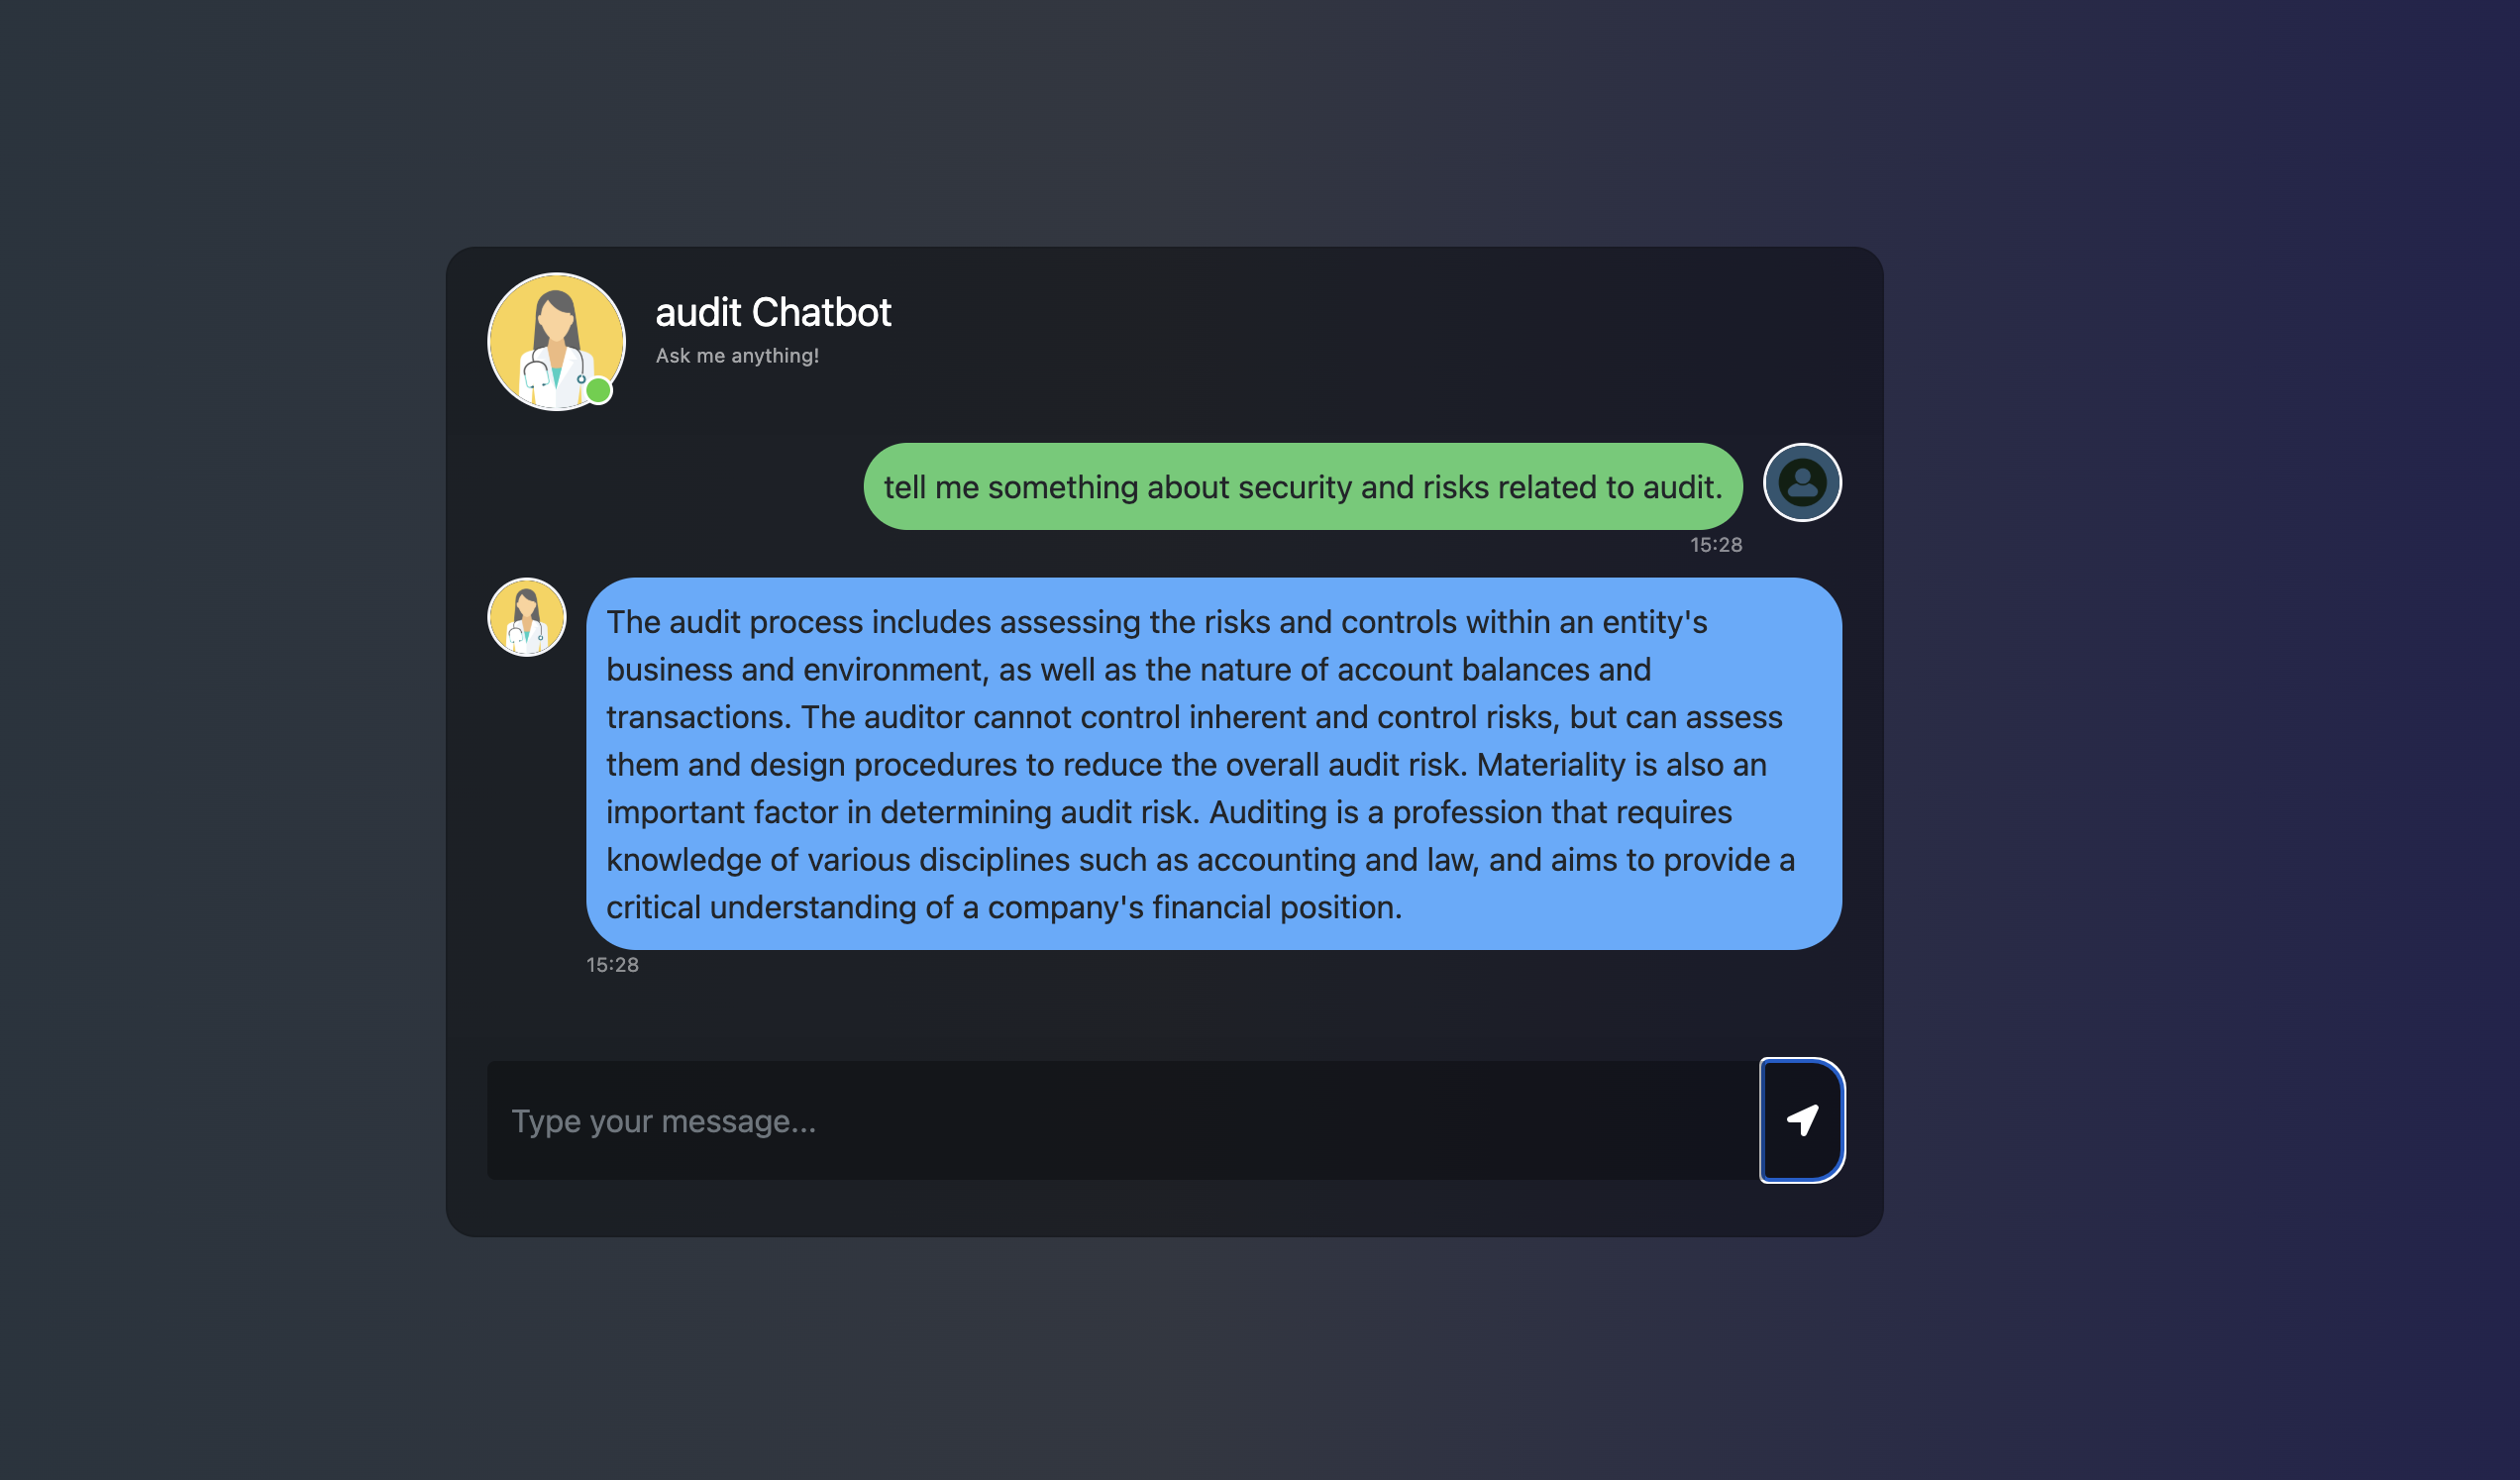 audit Chatbot
Ask me anything!
tell me something about security and risks related to audit.
15:28
The audit process includes assessing the risks and controls within an entity's
business and environment, as well as the nature of account balances and
transactions. The auditor cannot control inherent and control risks, but can assess
them and design procedures to reduce the overall audit risk. Materiality is also an
important factor in determining audit risk. Auditing is a profession that requires
knowledge of various disciplines such as accounting and law, and aims to provide a
critical understanding of a company's financial position.
15:28
Type your message...